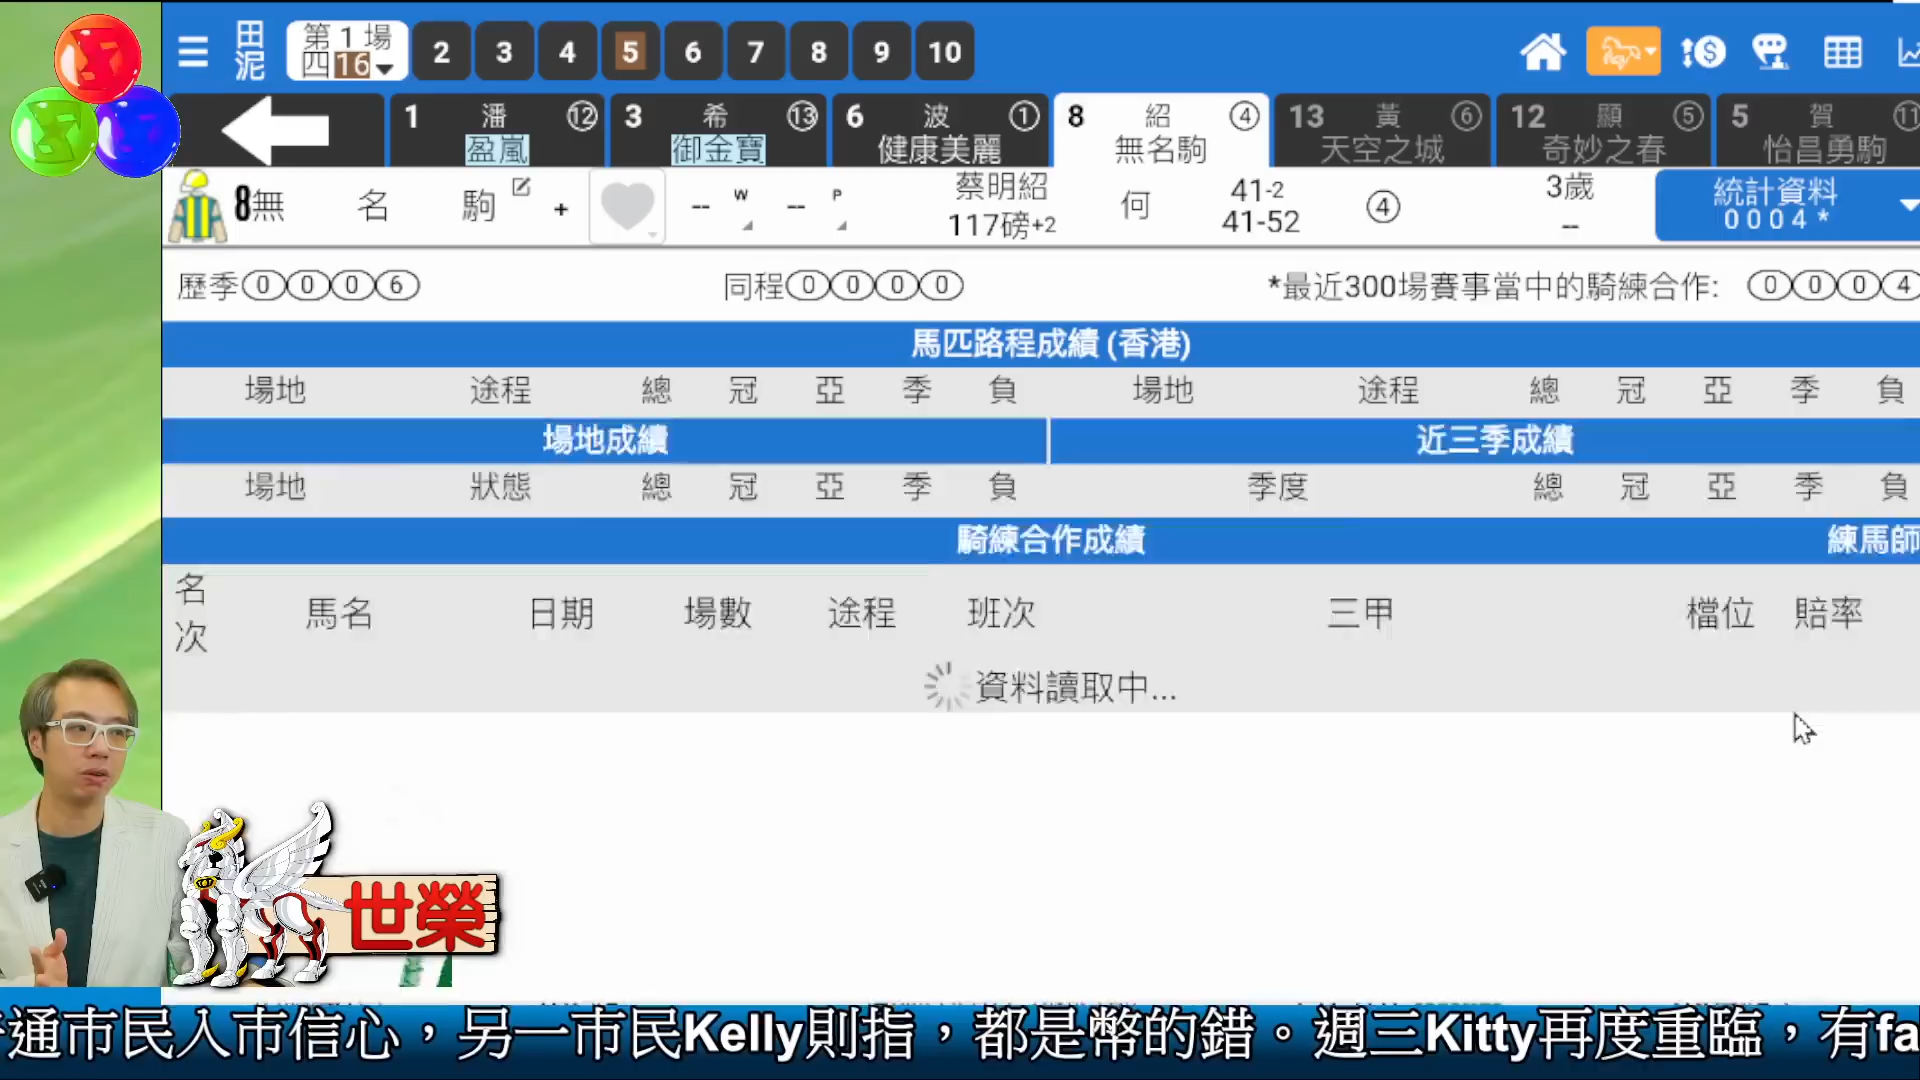 田泥
第 1 場
四16
2 3 4 5 6 7 8 9 10
1 潘 ⑫
盈嵐
3 希 ⑬
御金寶
6 波 ①
健康美麗
8 紹 ④
無名駒
13 黃 ⑥
天空之城
12 顯 ⑤
奇妙之春
5 賀 ⑪
怡昌勇駒
8無 名 駒 + -- W -- P
蔡明紹
117磅+2
何
41-2
41-52
④
3歲
--
統計資料
0 0 0 4 *
歷季 0 0 0 6 同程 0 0 0 0 *最近300場賽事當中的騎練合作: 0 0 0 4
馬匹路程成績 (香港)
場地 途程 總 冠 亞 季 負 場地 途程 總 冠 亞 季 負
場地成績 近三季成績
場地 狀態 總 冠 亞 季 負 季度 總 冠 亞 季 負
騎練合作成績 練馬師
名次 馬名 日期 場數 途程 班次 三甲 檔位 賠率
資料讀取中...
世榮
通市民入市信心，另一市民Kelly則指，都是幣的錯。週三Kitty再度重臨，有fa